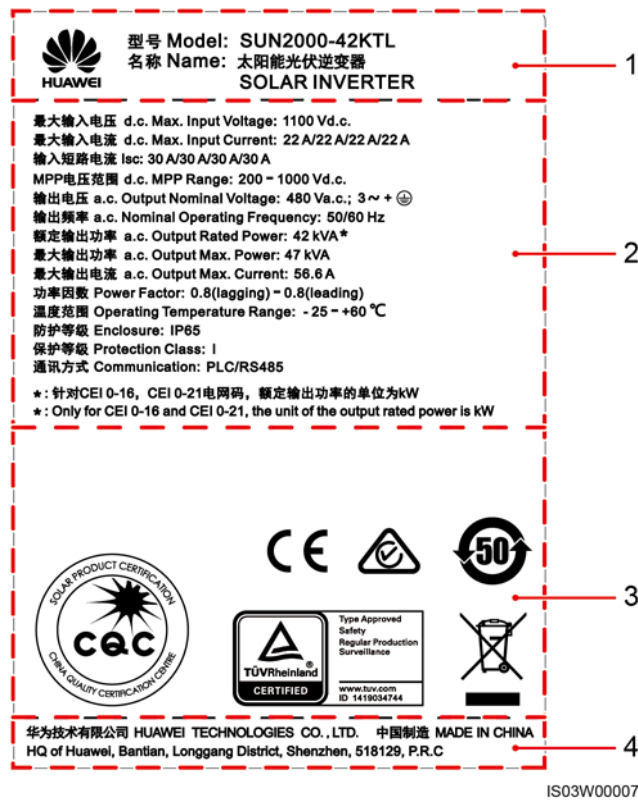 型号 Model: SUN2000-42KTL
名称 Name: 太阳能光伏逆变器
SOLAR INVERTER
HUAWEI
1
最大输入电压 d.c. Max. Input Voltage: 1100 Vd.c.
最大输入电流 d.c. Max. Input Current: 22 A/22 A/22 A/22 A
输入短路电流 Isc: 30 A/30 A/30 A/30 A
MPP电压范围 d.c. MPP Range: 200 - 1000 Vd.c.
输出电压 a.c. Output Nominal Voltage: 480 Va.c.; 3～ +
输出频率 a.c. Nominal Operating Frequency: 50/60 Hz
额定输出功率 a.c. Output Rated Power: 42 kVA*
最大输出功率 a.c. Output Max. Power: 47 kVA
最大输出电流 a.c. Output Max. Current: 56.6 A
功率因数 Power Factor: 0.8(lagging) - 0.8(leading)
温度范围 Operating Temperature Range: - 25 - +60 ℃
防护等级 Enclosure: IP65
保护等级 Protection Class: I
通讯方式 Communication: PLC/RS485
*: 针对CEI 0-16, CEI 0-21电网码, 额定输出功率的单位为kW
*: Only for CEI 0-16 and CEI 0-21, the unit of the output rated power is kW
2
CE
50
SOLAR PRODUCT CERTIFICATION
CQC
CHINA QUALITY CERTIFICATION CENTRE
TÜVRheinland®
CERTIFIED
Type Approved
Safety
Regular Production
Surveillance
www.tuv.com
ID 1419034744
3
华为技术有限公司 HUAWEI TECHNOLOGIES CO., LTD. 中国制造 MADE IN CHINA
HQ of Huawei, Bantian, Longgang District, Shenzhen, 518129, P.R.C
4
IS03W00007